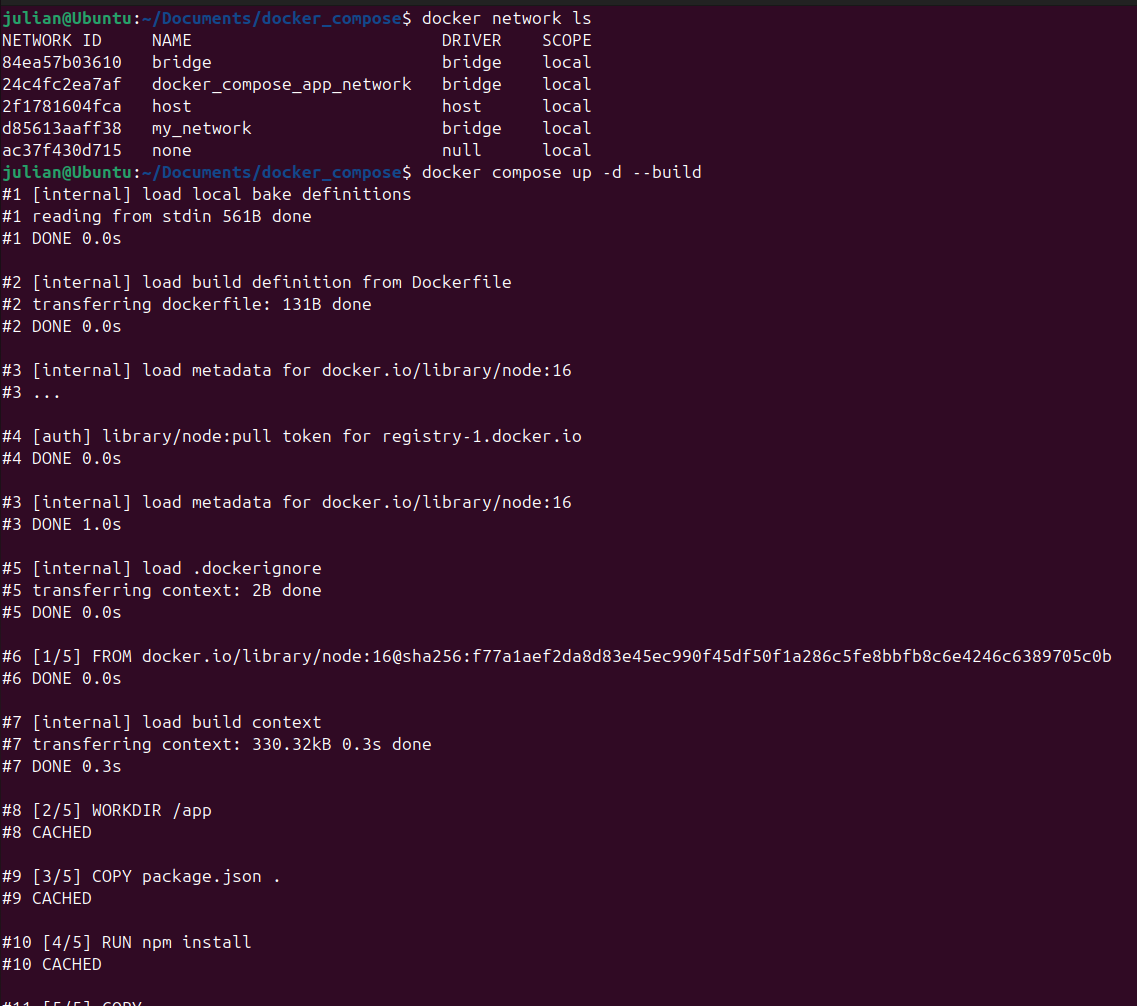 julian@Ubuntu:~/Documents/docker_compose$ docker network ls
NETWORK ID     NAME                         DRIVER    SCOPE
84ea57b03610   bridge                       bridge    local
24c4fc2ea7af   docker_compose_app_network   bridge    local
2f1781604fca   host                         host      local
d85613aaff38   my_network                   bridge    local
ac37f430d715   none                         null      local
julian@Ubuntu:~/Documents/docker_compose$ docker compose up -d --build
#1 [internal] load local bake definitions
#1 reading from stdin 561B done
#1 DONE 0.0s

#2 [internal] load build definition from Dockerfile
#2 transferring dockerfile: 131B done
#2 DONE 0.0s

#3 [internal] load metadata for docker.io/library/node:16
#3 ...

#4 [auth] library/node:pull token for registry-1.docker.io
#4 DONE 0.0s

#3 [internal] load metadata for docker.io/library/node:16
#3 DONE 1.0s

#5 [internal] load .dockerignore
#5 transferring context: 2B done
#5 DONE 0.0s

#6 [1/5] FROM docker.io/library/node:16@sha256:f77a1aef2da8d83e45ec990f45df50f1a286c5fe8bbfb8c6e4246c6389705c0b
#6 DONE 0.0s

#7 [internal] load build context
#7 transferring context: 330.32kB 0.3s done
#7 DONE 0.3s

#8 [2/5] WORKDIR /app
#8 CACHED

#9 [3/5] COPY package.json .
#9 CACHED

#10 [4/5] RUN npm install
#10 CACHED

#11 [5/5] COPY